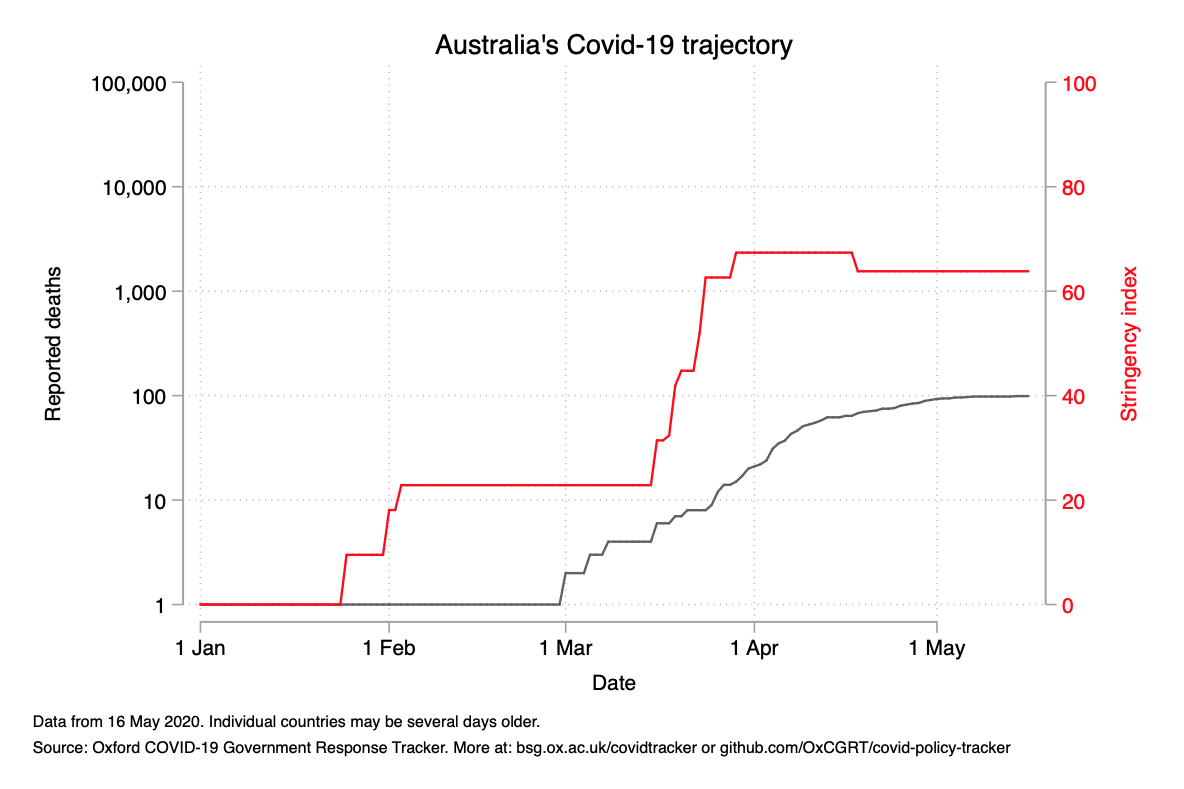 Australia's Covid-19 trajectory
100,000
10,000
1,000
100
10
1
Reported deaths
100
80
60
40
20
0
Stringency index
1 Jan
1 Feb
1 Mar
1 Apr
1 May
Date
Data from 16 May 2020. Individual countries may be several days older.
Source: Oxford COVID-19 Government Response Tracker. More at: bsg.ox.ac.uk/covidtracker or github.com/OxCGRT/covid-policy-tracker